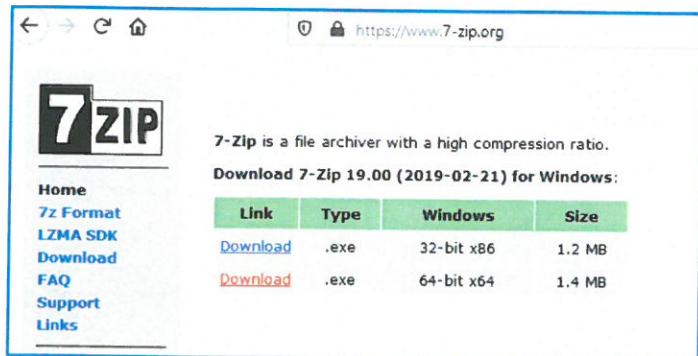 https://www.7-zip.org
7 ZIP
7-Zip is a file archiver with a high compression ratio.
Download 7-Zip 19.00 (2019-02-21) for Windows:
Link Type Windows Size
Download .exe 32-bit x86 1.2 MB
Download .exe 64-bit x64 1.4 MB
Home
7z Format
LZMA SDK
Download
FAQ
Support
Links